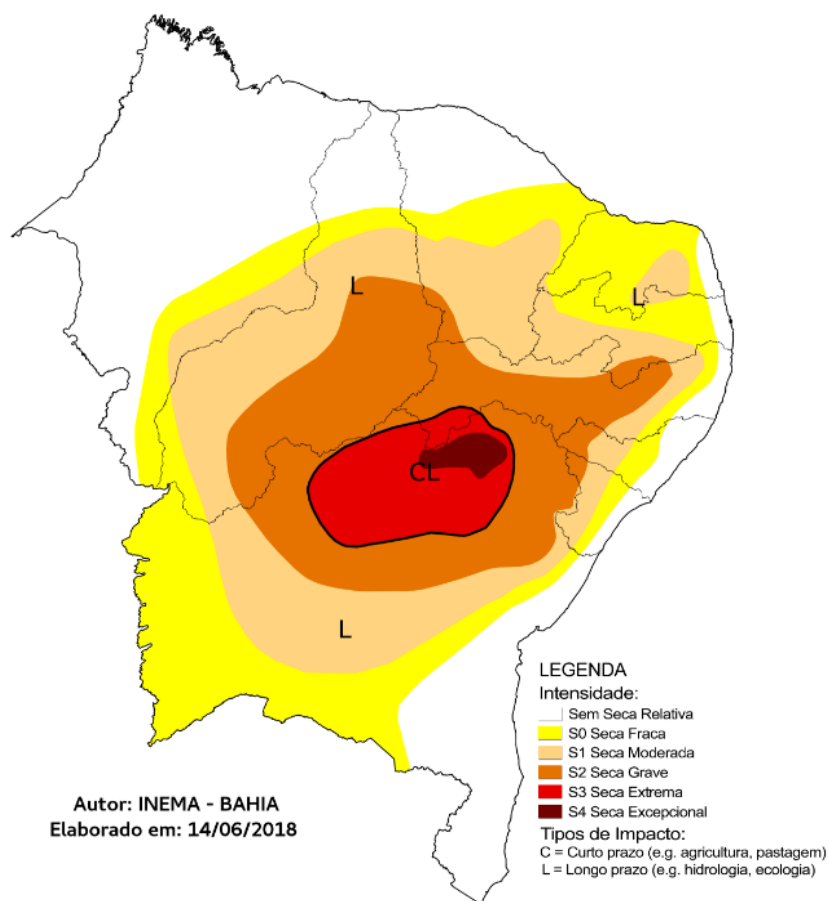 L
L
CL
L
LEGENDA
Intensidade:
Sem Seca Relativa
S0 Seca Fraca
S1 Seca Moderada
S2 Seca Grave
S3 Seca Extrema
S4 Seca Excepcional
Tipos de Impacto:
C = Curto prazo (e.g. agricultura, pastagem)
L = Longo prazo (e.g. hidrologia, ecologia)
Autor: INEMA - BAHIA
Elaborado em: 14/06/2018